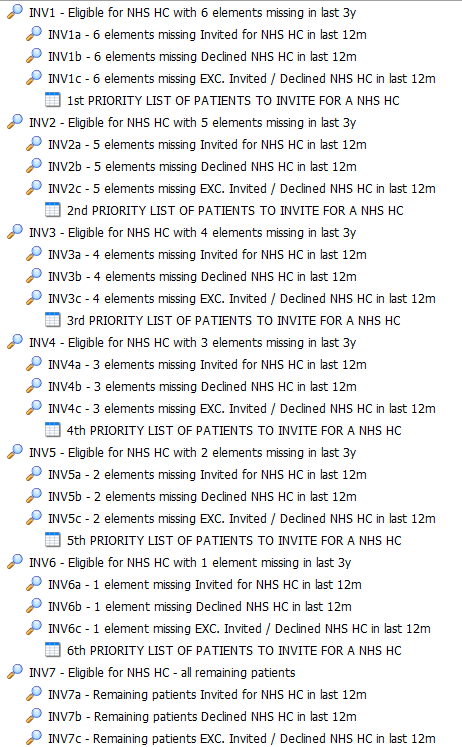 INV1 - Eligible for NHS HC with 6 elements missing in last 3y
INV1a - 6 elements missing Invited for NHS HC in last 12m
INV1b - 6 elements missing Declined NHS HC in last 12m
INV1c - 6 elements missing EXC. Invited / Declined NHS HC in last 12m
1st PRIORITY LIST OF PATIENTS TO INVITE FOR A NHS HC
INV2 - Eligible for NHS HC with 5 elements missing in last 3y
INV2a - 5 elements missing Invited for NHS HC in last 12m
INV2b - 5 elements missing Declined NHS HC in last 12m
INV2c - 5 elements missing EXC. Invited / Declined NHS HC in last 12m
2nd PRIORITY LIST OF PATIENTS TO INVITE FOR A NHS HC
INV3 - Eligible for NHS HC with 4 elements missing in last 3y
INV3a - 4 elements missing Invited for NHS HC in last 12m
INV3b - 4 elements missing Declined NHS HC in last 12m
INV3c - 4 elements missing EXC. Invited / Declined NHS HC in last 12m
3rd PRIORITY LIST OF PATIENTS TO INVITE FOR A NHS HC
INV4 - Eligible for NHS HC with 3 elements missing in last 3y
INV4a - 3 elements missing Invited for NHS HC in last 12m
INV4b - 3 elements missing Declined NHS HC in last 12m
INV4c - 3 elements missing EXC. Invited / Declined NHS HC in last 12m
4th PRIORITY LIST OF PATIENTS TO INVITE FOR A NHS HC
INV5 - Eligible for NHS HC with 2 elements missing in last 3y
INV5a - 2 elements missing Invited for NHS HC in last 12m
INV5b - 2 elements missing Declined NHS HC in last 12m
INV5c - 2 elements missing EXC. Invited / Declined NHS HC in last 12m
5th PRIORITY LIST OF PATIENTS TO INVITE FOR A NHS HC
INV6 - Eligible for NHS HC with 1 element missing in last 3y
INV6a - 1 element missing Invited for NHS HC in last 12m
INV6b - 1 element missing Declined NHS HC in last 12m
INV6c - 1 element missing EXC. Invited / Declined NHS HC in last 12m
6th PRIORITY LIST OF PATIENTS TO INVITE FOR A NHS HC
INV7 - Eligible for NHS HC - all remaining patients
INV7a - Remaining patients Invited for NHS HC in last 12m
INV7b - Remaining patients Declined NHS HC in last 12m
INV7c - Remaining patients EXC. Invited / Declined NHS HC in last 12m